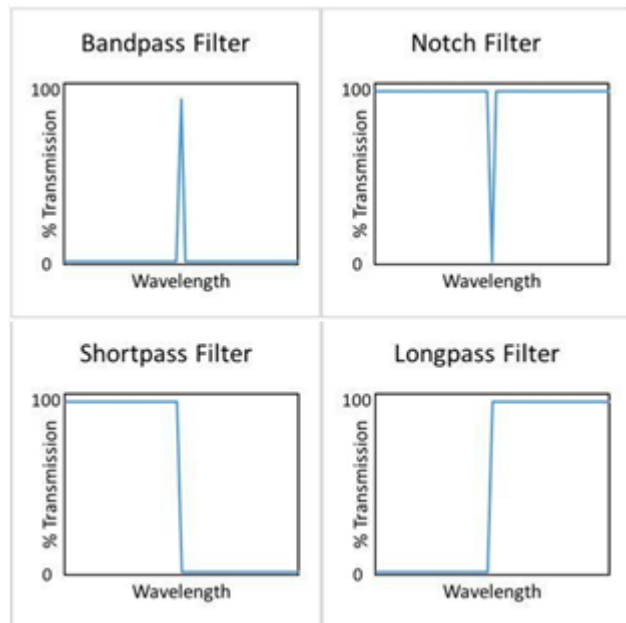 Bandpass Filter
100
% Transmission
0
Wavelength
Notch Filter
100
% Transmission
0
Wavelength
Shortpass Filter
100
% Transmission
0
Wavelength
Longpass Filter
100
% Transmission
0
Wavelength